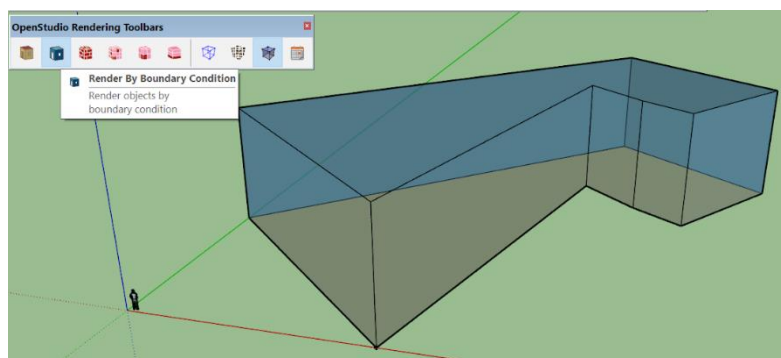 OpenStudio Rendering Toolbars
Render By Boundary Condition
Render objects by
boundary condition